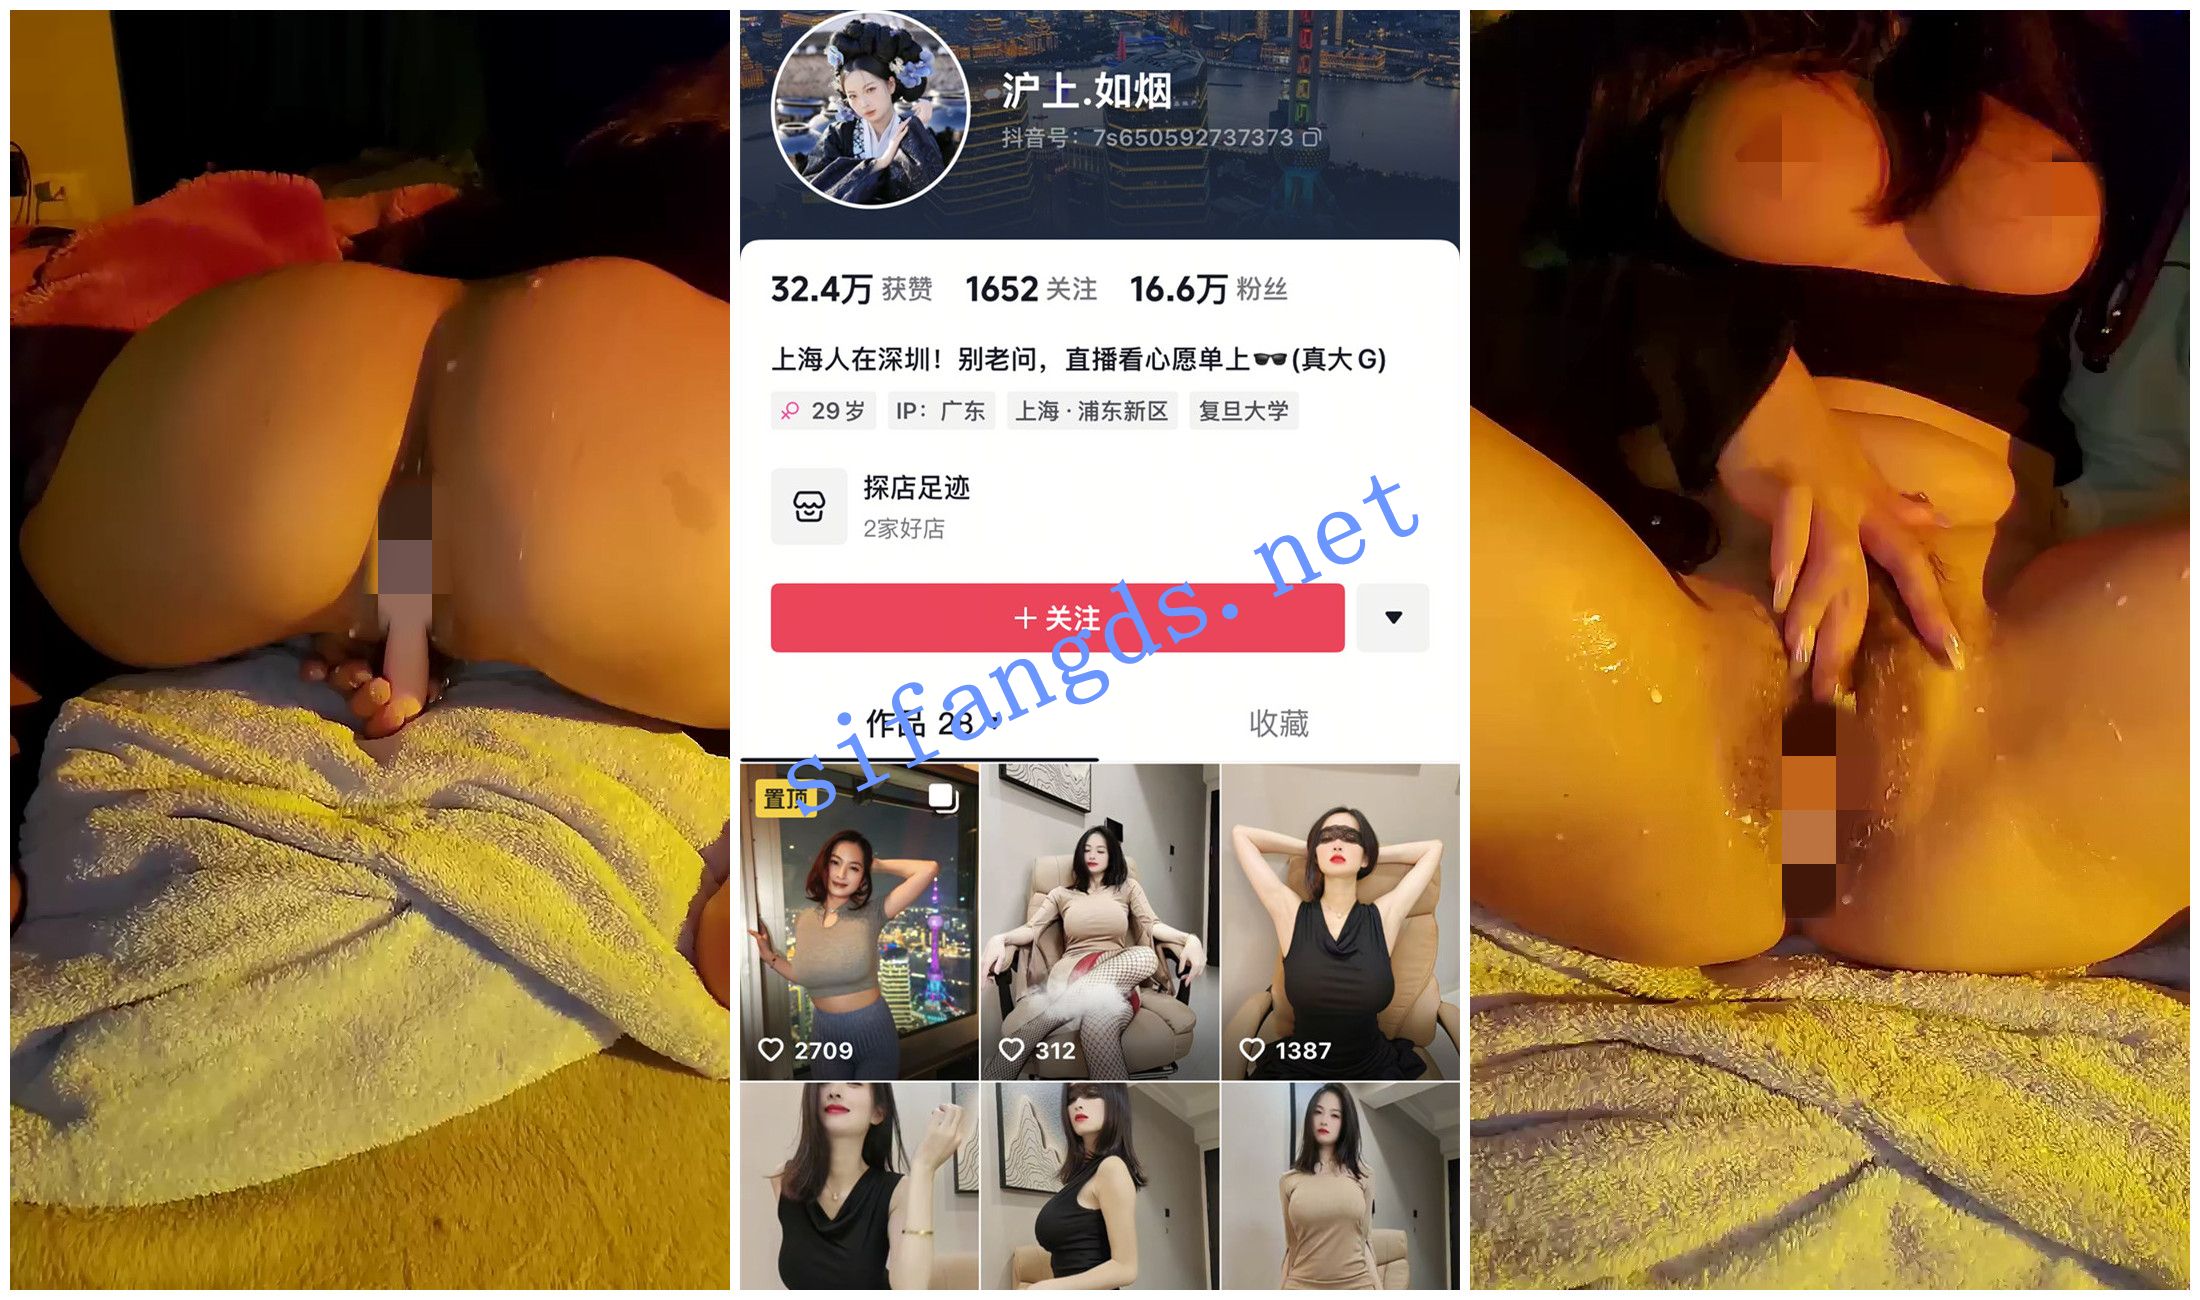 沪上.如烟
抖音号：7s650592737373
32.4万 获赞 1652 关注 16.6万 粉丝
上海人在深圳！别老问，直播看心愿单上🕶️(真大G)
29岁 IP：广东 上海·浦东新区 复旦大学
探店足迹
2家好店
＋关注
sifangds.net
作品 28 收藏
置顶
2709 312 1387